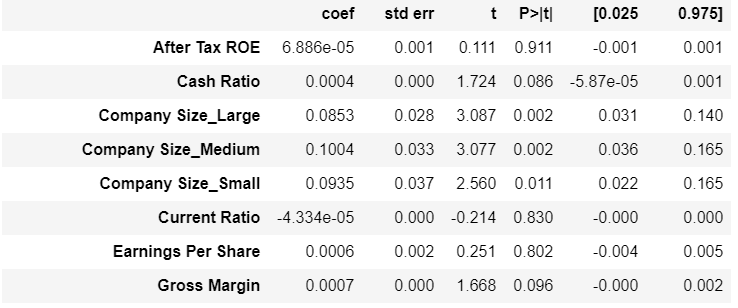 coef std err t P>|t| [0.025 0.975]
After Tax ROE 6.886e-05 0.001 0.111 0.911 -0.001 0.001
Cash Ratio 0.0004 0.000 1.724 0.086 -5.87e-05 0.001
Company Size_Large 0.0853 0.028 3.087 0.002 0.031 0.140
Company Size_Medium 0.1004 0.033 3.077 0.002 0.036 0.165
Company Size_Small 0.0935 0.037 2.560 0.011 0.022 0.165
Current Ratio -4.334e-05 0.000 -0.214 0.830 -0.000 0.000
Earnings Per Share 0.0006 0.002 0.251 0.802 -0.004 0.005
Gross Margin 0.0007 0.000 1.668 0.096 -0.000 0.002